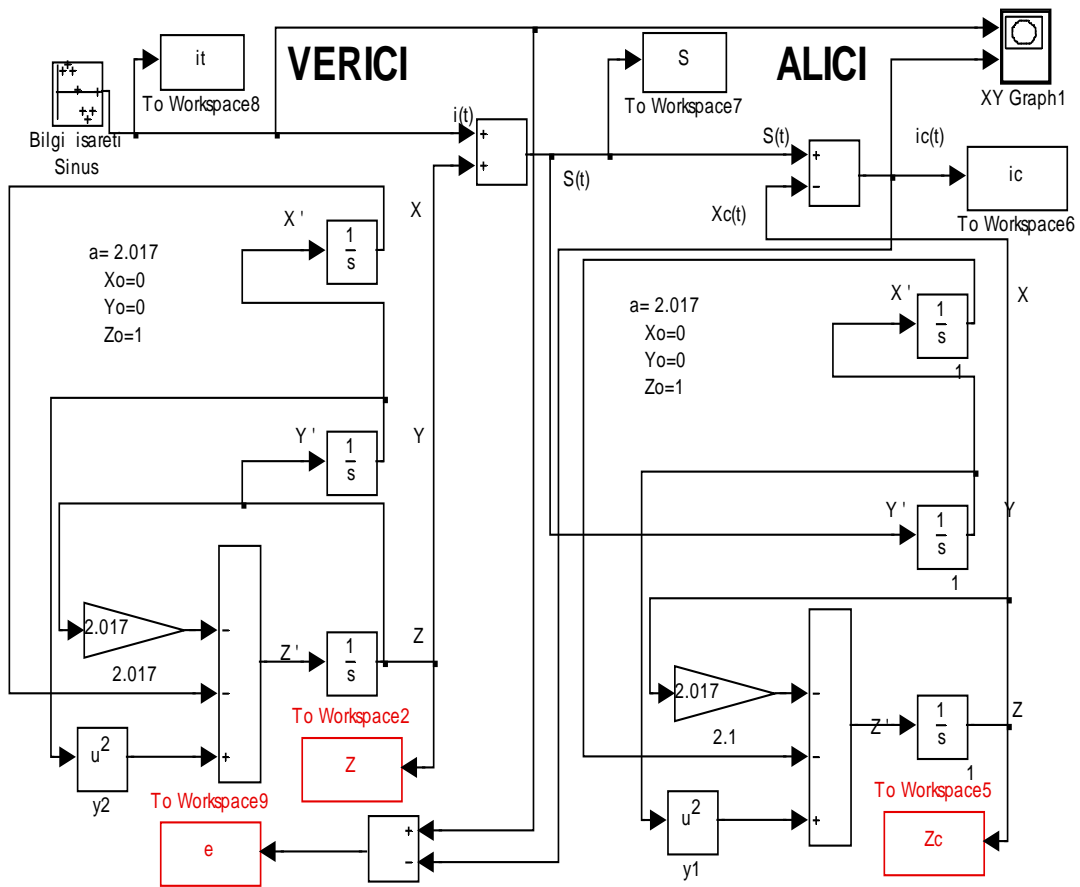 it
To Workspace8
VERICI
S
To Workspace7
ALICI
XY Graph1
Bilgi isareti
Sinus
i(t)
+
+
S(t)
S(t)
+
-
ic(t)
ic
To Workspace6
Xc(t)
X
X '
1
s
a= 2.017
Xo=0
Yo=0
Zo=1
X
X '
1
s
1
a= 2.017
Xo=0
Yo=0
Zo=1
Y
Y '
1
s
Y
Y '
1
s
1
2.017
2.017
-
-
+
Z '
1
s
Z
u2
y2
To Workspace2
Z
To Workspace9
e
+
-
2.017
2.1
-
-
+
Z '
1
s
1
Z
u2
y1
To Workspace5
Zc